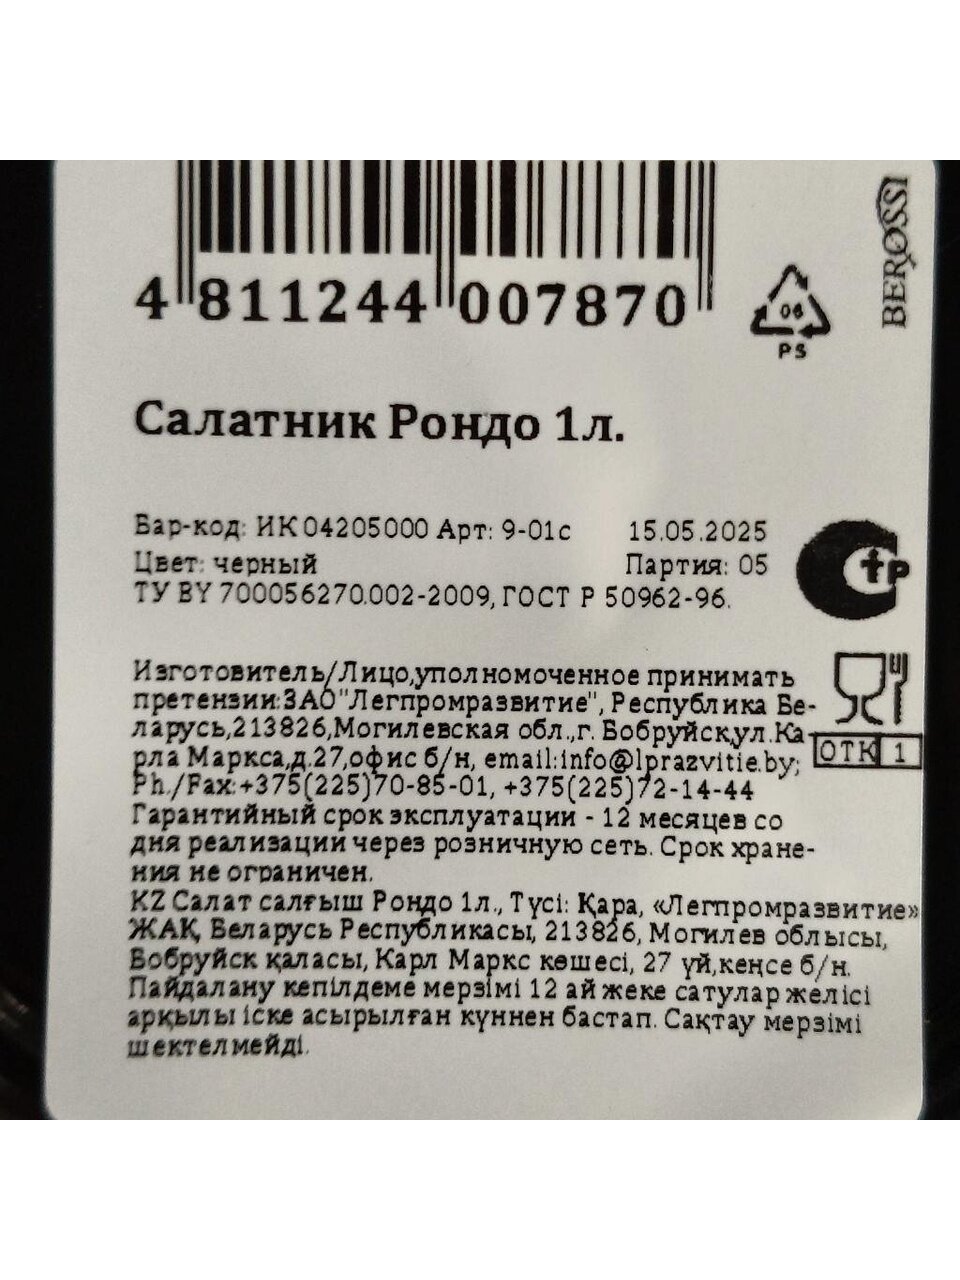 BEROSSI
4 811244 007870
06
PS
Салатник Рондо 1л.
Бар-код: ИК 04205000 Арт: 9-01с 15.05.2025
Цвет: черный Партия: 05
ТУ BY 700056270.002-2009, ГОСТ Р 50962-96.
стр
Изготовитель/Лицо,уполномоченное принимать
претензии:ЗАО"Легпромразвитие", Республика Бе-
ларусь,213826,Могилевская обл.,г. Бобруйск,ул.Ка
рла Маркса,д.27,офис б/н, email:info@lprazvitie.by;
ОТК 1
Ph./Fax:+375(225)70-85-01, +375(225)72-14-44
Гарантийный срок эксплуатации - 12 месяцев со
дня реализации через розничную сеть. Срок хране-
ния не ограничен.
KZ Салат салғыш Рондо 1л., Түсі: Қара, «Легпромразвитие»
ЖАҚ, Беларусь Республикасы, 213826, Могилев облысы,
Бобруйск қаласы, Карл Маркс көшесі, 27 үй,кеңсе б/н.
Пайдалану кепілдеме мерзімі 12 ай жеке сатулар желісі
арқылы іске асырылған күннен бастап. Сақтау мерзімі
шектелмейді.